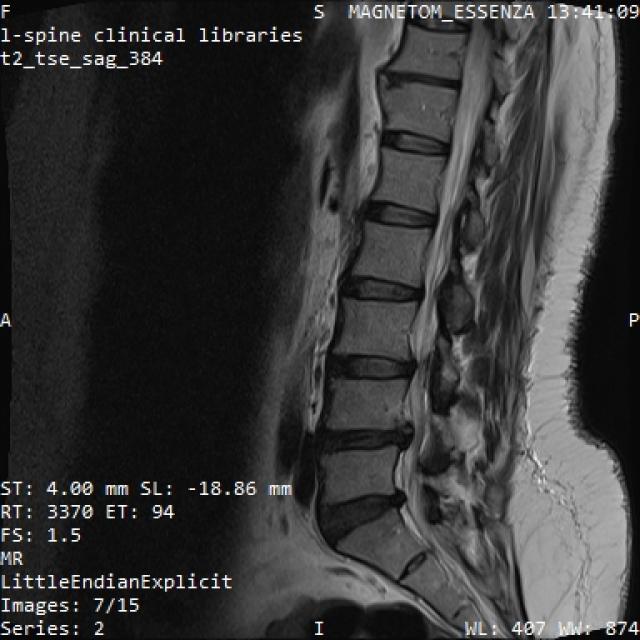 F S MAGNETOM_ESSENZA 13:41:09
l-spine clinical libraries
t2_tse_sag_384
A P
ST: 4.00 mm SL: -18.86 mm
RT: 3370 ET: 94
FS: 1.5
MR
LittleEndianExplicit
Images: 7/15
Series: 2 I WL: 407 WW: 874